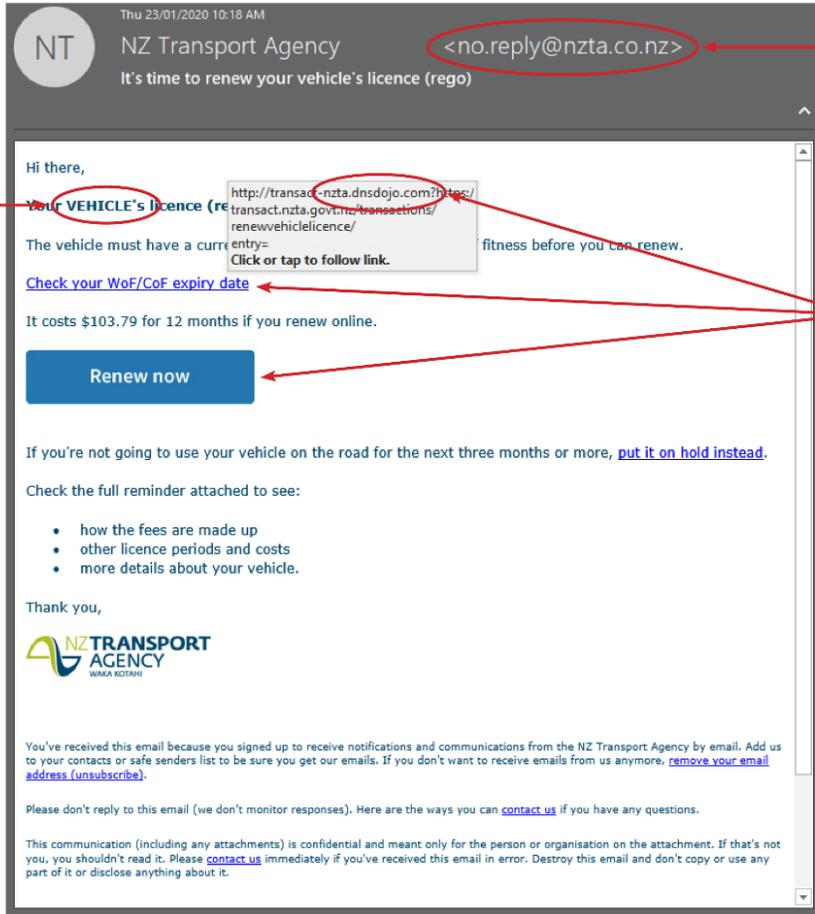 Thu 23/01/2020 10:18 AM
NT
NZ Transport Agency <no.reply@nzta.co.nz>
It's time to renew your vehicle's licence (rego)
Hi there,
Your VEHICLE's licence (re
http://transact-nzta.dnsdojo.com?https:/
transact.nzta.govt.nz/transactions/
renewvehiclelicence/
entry=
Click or tap to follow link.
The vehicle must have a curre fitness before you can renew.
Check your WoF/CoF expiry date
It costs $103.79 for 12 months if you renew online.
Renew now
If you're not going to use your vehicle on the road for the next three months or more, put it on hold instead.
Check the full reminder attached to see:
• how the fees are made up
• other licence periods and costs
• more details about your vehicle.
Thank you,
NZTRANSPORT
AGENCY
WAKA KOTAHI
You've received this email because you signed up to receive notifications and communications from the NZ Transport Agency by email. Add us
to your contacts or safe senders list to be sure you get our emails. If you don't want to receive emails from us anymore, remove your email
address (unsubscribe).
Please don't reply to this email (we don't monitor responses). Here are the ways you can contact us if you have any questions.
This communication (including any attachments) is confidential and meant only for the person or organisation on the attachment. If that's not
you, you shouldn't read it. Please contact us immediately if you've received this email in error. Destroy this email and don't copy or use any
part of it or disclose anything about it.